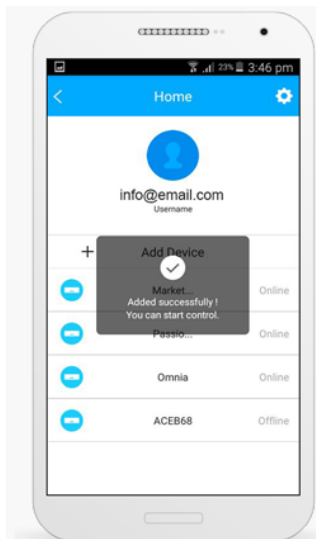 23% 3:46 pm
Home
info@email.com
Username
+ Add Device
Market... Online
Added successfully !
You can start control.
Passio... Online
Omnia Online
ACEB68 Offline